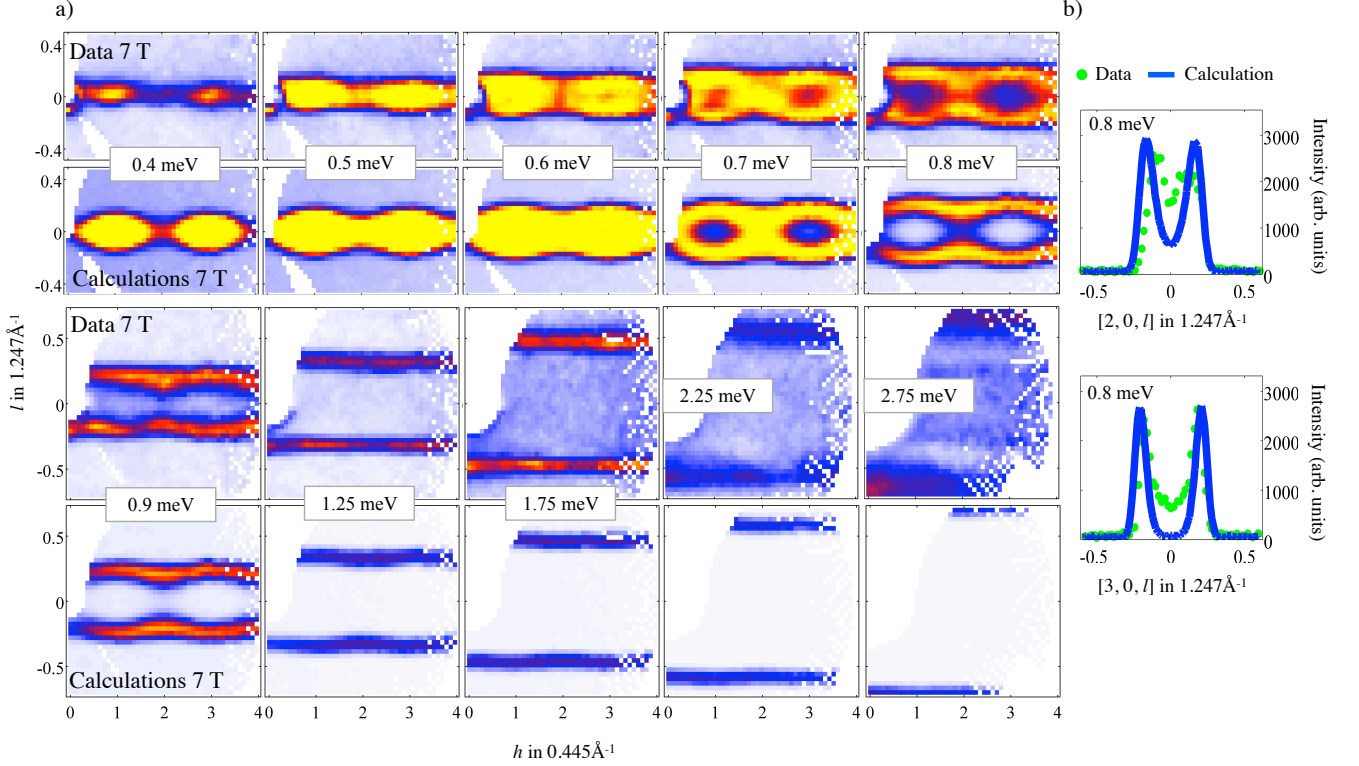 a)
b)
0.4
0
-0.4
Data 7 T
0.4 meV
0.5 meV
0.6 meV
0.7 meV
0.8 meV
0.4
0
-0.4
Calculations 7 T
l in 1.247Å-1
0.5
0
-0.5
Data 7 T
0.9 meV
1.25 meV
1.75 meV
2.25 meV
2.75 meV
0.5
0
-0.5
Calculations 7 T
0 1 2 3 4 0 1 2 3 4 0 1 2 3 4 0 1 2 3 4 0 1 2 3 4
h in 0.445Å-1
Data Calculation
0.8 meV
3000
2000
1000
0
Intensity (arb. units)
-0.5 0 0.5
[2, 0, l] in 1.247Å-1
0.8 meV
3000
2000
1000
0
Intensity (arb. units)
-0.5 0 0.5
[3, 0, l] in 1.247Å-1